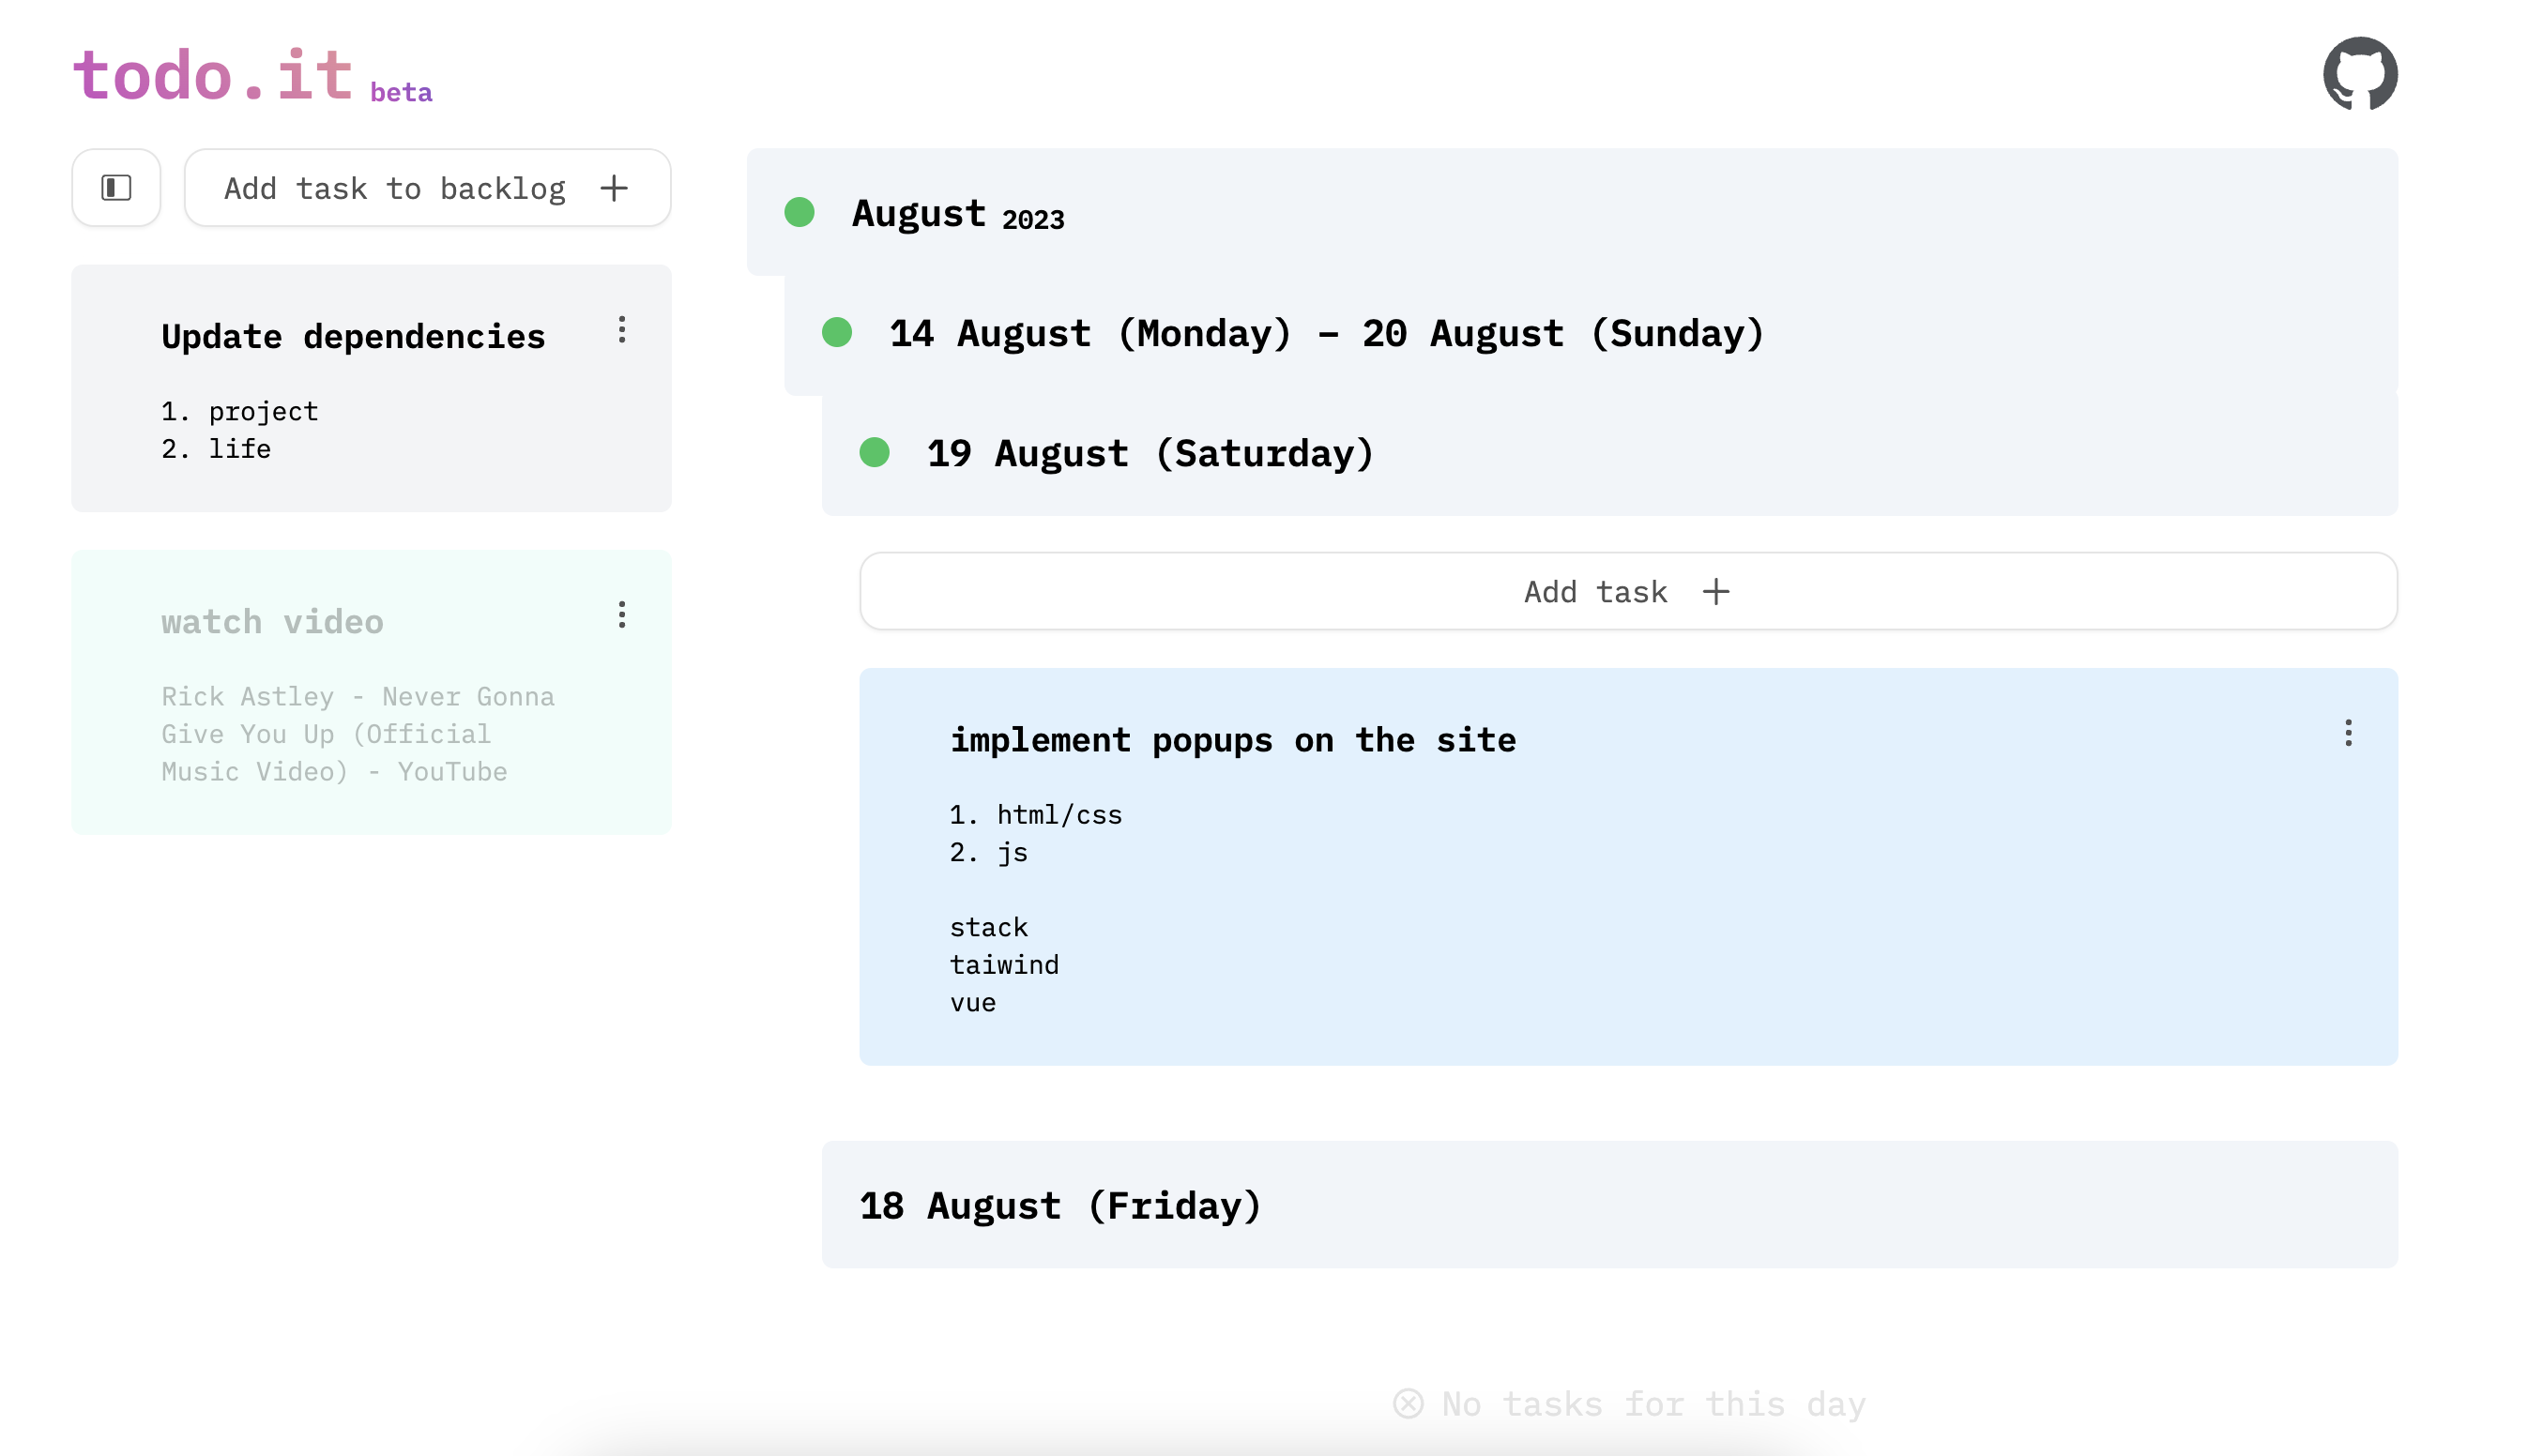 todo.it beta
Add task to backlog
Update dependencies
1. project
2. life
watch video
Rick Astley - Never Gonna
Give You Up (Official
Music Video) - YouTube
August 2023
14 August (Monday) – 20 August (Sunday)
19 August (Saturday)
Add task
implement popups on the site
1. html/css
2. js
stack
taiwind
vue
18 August (Friday)
No tasks for this day